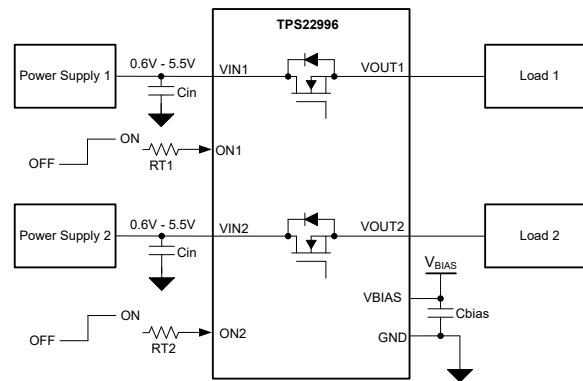 TPS22996
Power Supply 1
0.6V - 5.5V
VIN1
VOUT1
Load 1
Cin
ON
OFF
RT1
ON1
Power Supply 2
0.6V - 5.5V
VIN2
VOUT2
Load 2
Cin
VBIAS
VBIAS
Cbias
ON
OFF
RT2
ON2
GND